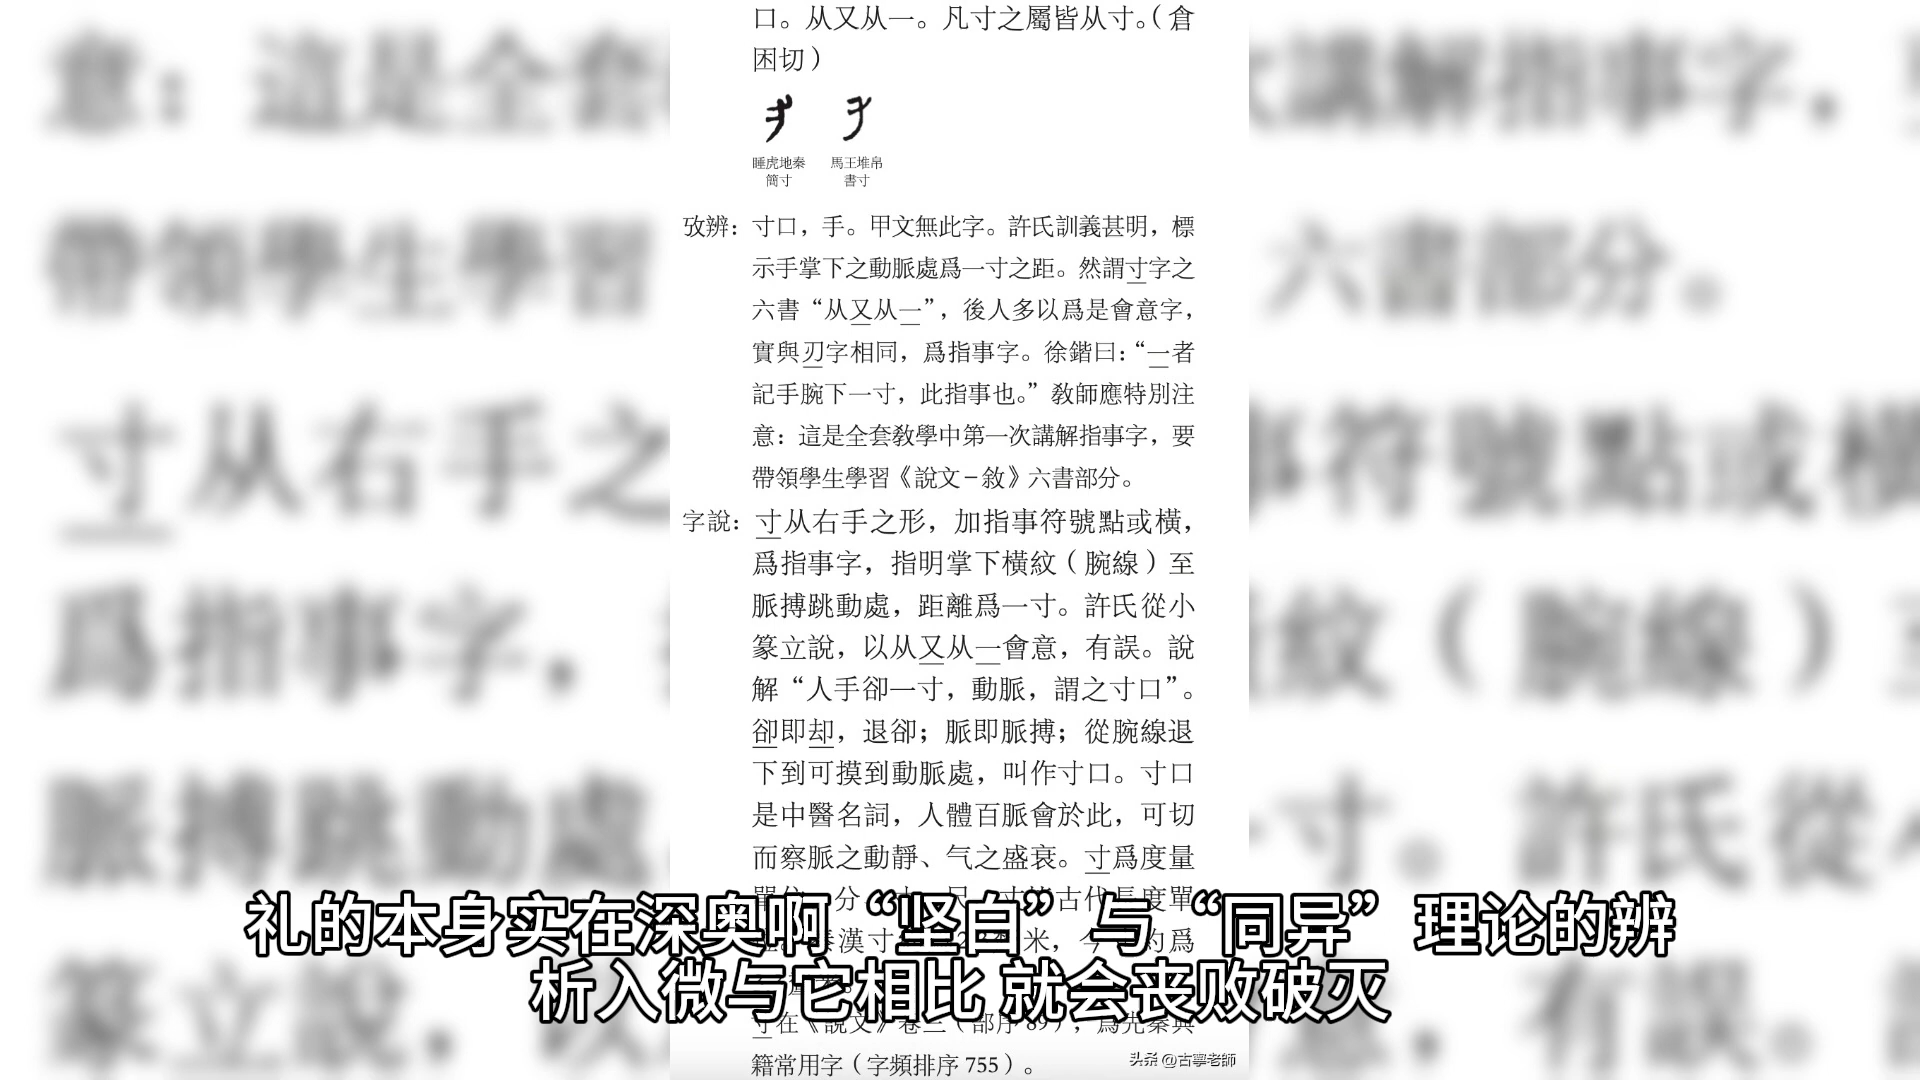 口。从又从一。凡寸之屬皆从寸。（倉
困切）
睡虎地秦
簡寸
馬王堆帛
書寸
攷辨：寸口，手。甲文無此字。許氏訓義甚明，標
示手掌下之動脈處爲一寸之距。然謂寸字之
六書“从又从一”，後人多以爲是會意字，
實與刃字相同，爲指事字。徐鍇曰：“一者
記手腕下一寸，此指事也。”教師應特別注
意：這是全套教學中第一次講解指事字，要
帶領學生學習《說文－敘》六書部分。
字說：寸从右手之形，加指事符號點或橫，
爲指事字，指明掌下橫紋（腕線）至
脈搏跳動處，距離爲一寸。許氏從小
篆立說，以从又从一會意，有誤。說
解“人手卻一寸，動脈，謂之寸口”。
卻即却，退卻；脈即脈搏；從腕線退
下到可摸到動脈處，叫作寸口。寸口
是中醫名詞，人體百脈會於此，可切
而察脈之動靜、气之盛衰。寸爲度量
礼的本身实在深奥啊“坚白”与“同异”理论的辨
析入微与它相比 就会丧败破灭
寸在《說文》卷三（部序 89），爲先秦典
籍常用字（字頻排序 755）。
头条 @古寧老師